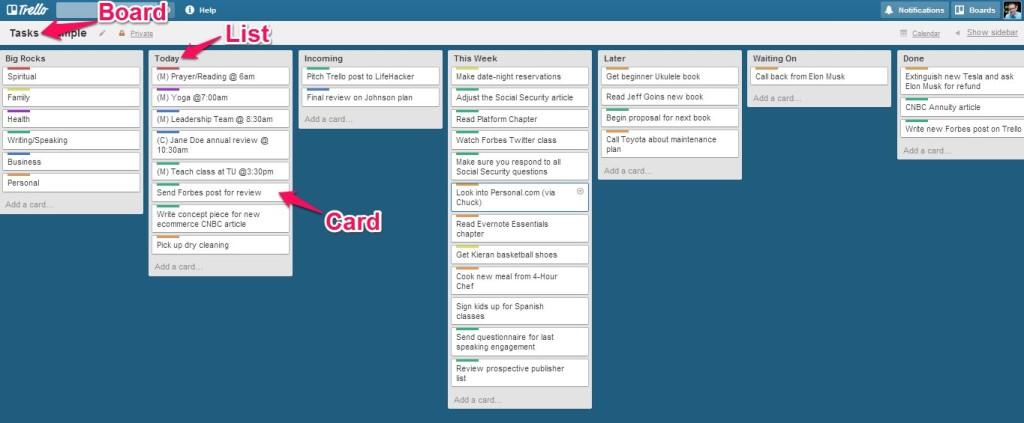 Trello
Help
Notifications
Boards
Board
Tasks
Private
Calendar
Show sidebar
List
Big Rocks
Spiritual
Family
Health
Writing/Speaking
Business
Personal
Add a card...
Today
(M) Prayer/Reading @ 6am
(M) Yoga @7:00am
(M) Leadership Team @ 8:30am
(C) Jane Doe annual review @
10:30am
(M) Teach class at TU @3:30pm
Send Forbes post for review
Write concept piece for new
ecommerce CNBC article
Pick up dry cleaning
Add a card...
Card
Incoming
Pitch Trello post to LifeHacker
Final review on Johnson plan
Add a card...
This Week
Make date-night reservations
Adjust the Social Security article
Read Platform Chapter
Watch Forbes Twitter class
Make sure you respond to all
Social Security questions
Look into Personal.com (via
Chuck)
Read Evernote Essentials
chapter
Get Kieran basketball shoes
Cook new meal from 4-Hour
Chef
Sign kids up for Spanish
classes
Send questionnaire for last
speaking engagement
Review prospective publisher
list
Add a card...
Later
Get beginner Ukulele book
Read Jeff Goins new book
Begin proposal for next book
Call Toyota about maintenance
plan
Add a card...
Waiting On
Call back from Elon Musk
Add a card...
Done
Extinguish new Tesla and ask
Elon Musk for refund
CNBC Annuity article
Write new Forbes post on Trello
Add a card...